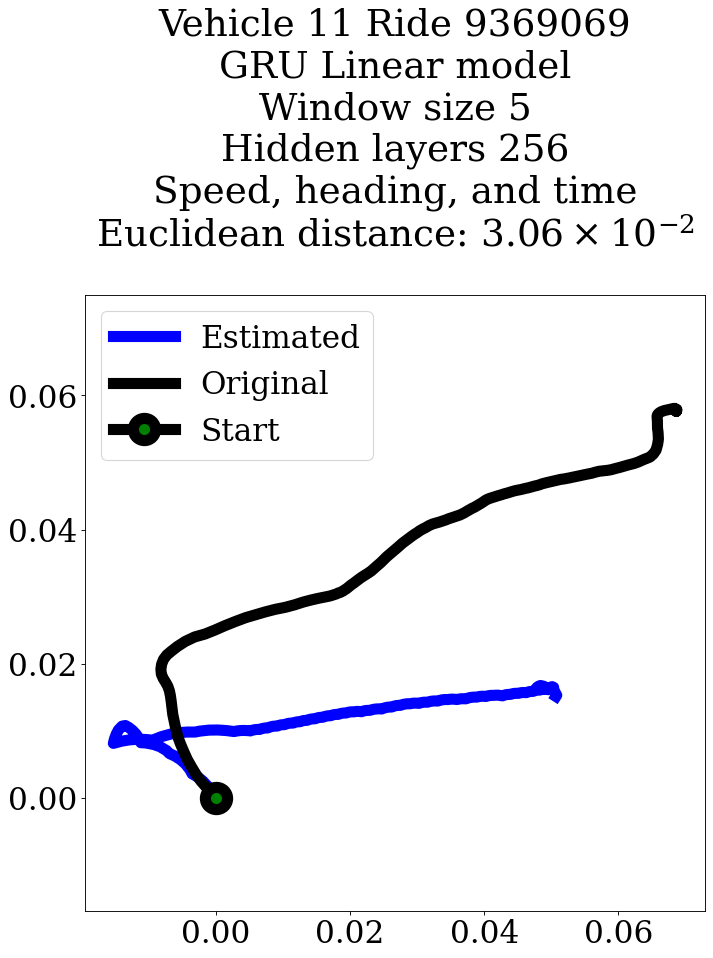 Vehicle 11 Ride 9369069
GRU Linear model
Window size 5
Hidden layers 256
Speed, heading, and time
Euclidean distance: 3.06 × 10⁻²
Estimated
Original
Start
0.06
0.04
0.02
0.00
0.00 0.02 0.04 0.06